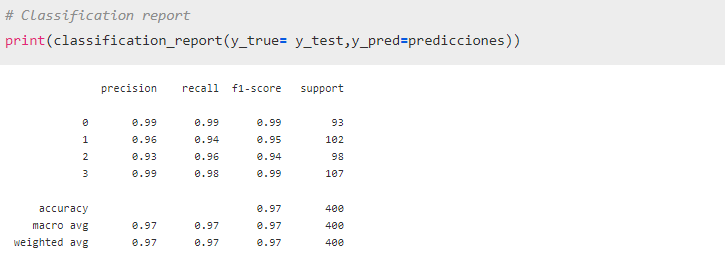 # Classification report
print(classification_report(y_true= y_test,y_pred=predicciones))
precision recall f1-score support
0 0.99 0.99 0.99 93
1 0.96 0.94 0.95 102
2 0.93 0.96 0.94 98
3 0.99 0.98 0.99 107
accuracy 0.97 400
macro avg 0.97 0.97 0.97 400
weighted avg 0.97 0.97 0.97 400